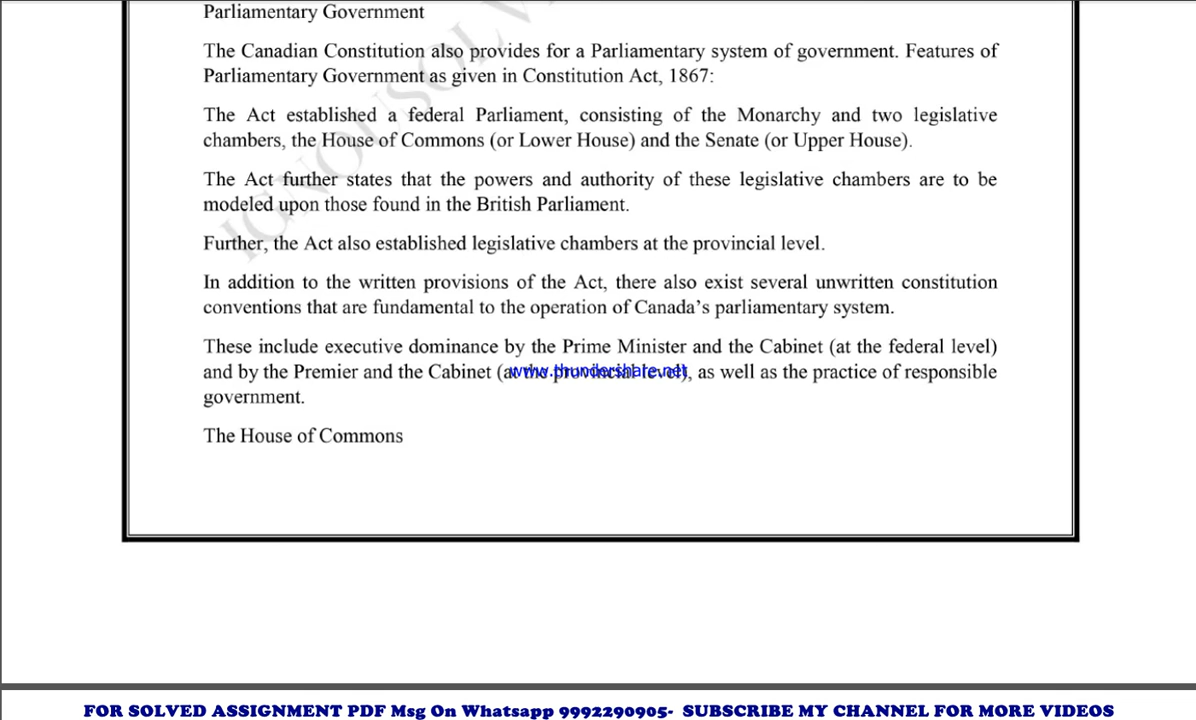 Parliamentary Government
The Canadian Constitution also provides for a Parliamentary system of government. Features of
Parliamentary Government as given in Constitution Act, 1867:
The Act established a federal Parliament, consisting of the Monarchy and two legislative
chambers, the House of Commons (or Lower House) and the Senate (or Upper House).
The Act further states that the powers and authority of these legislative chambers are to be
modeled upon those found in the British Parliament.
Further, the Act also established legislative chambers at the provincial level.
In addition to the written provisions of the Act, there also exist several unwritten constitution
conventions that are fundamental to the operation of Canada's parliamentary system.
These include executive dominance by the Prime Minister and the Cabinet (at the federal level)
and by the Premier and the Cabinet , as well as the practice of responsible
government.
The House of Commons
FOR SOLVED ASSIGNMENT PDF Msg On Whatsapp 9992290905- SUBSCRIBE MY CHANNEL FOR MORE VIDEOS